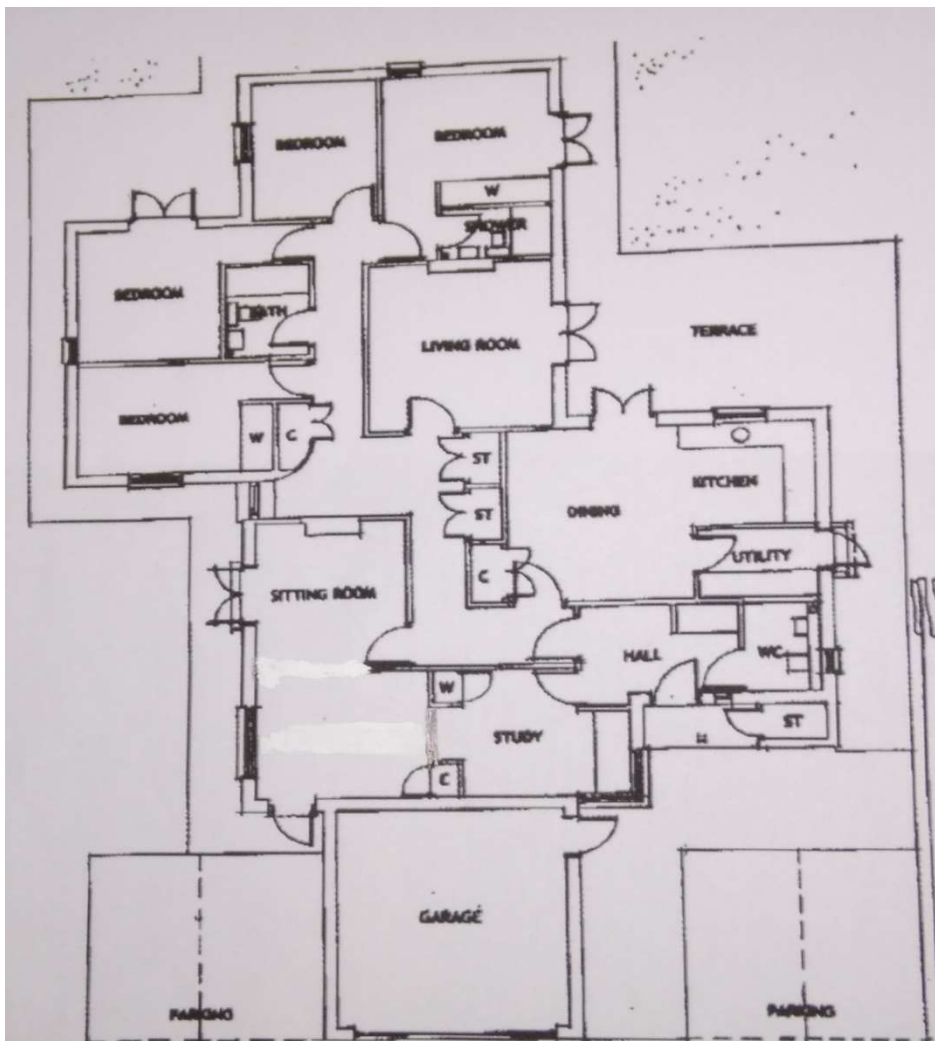 BEDROOM
BEDROOM
W
SHOWER
BEDROOM
BATH
LIVING ROOM
TERRACE
BEDROOM
W
C
ST
KITCHEN
ST
DINING
UTILITY
C
SITTING ROOM
HALL
WC
W
ST
STUDY
C
GARAGE
PARKING
PARKING